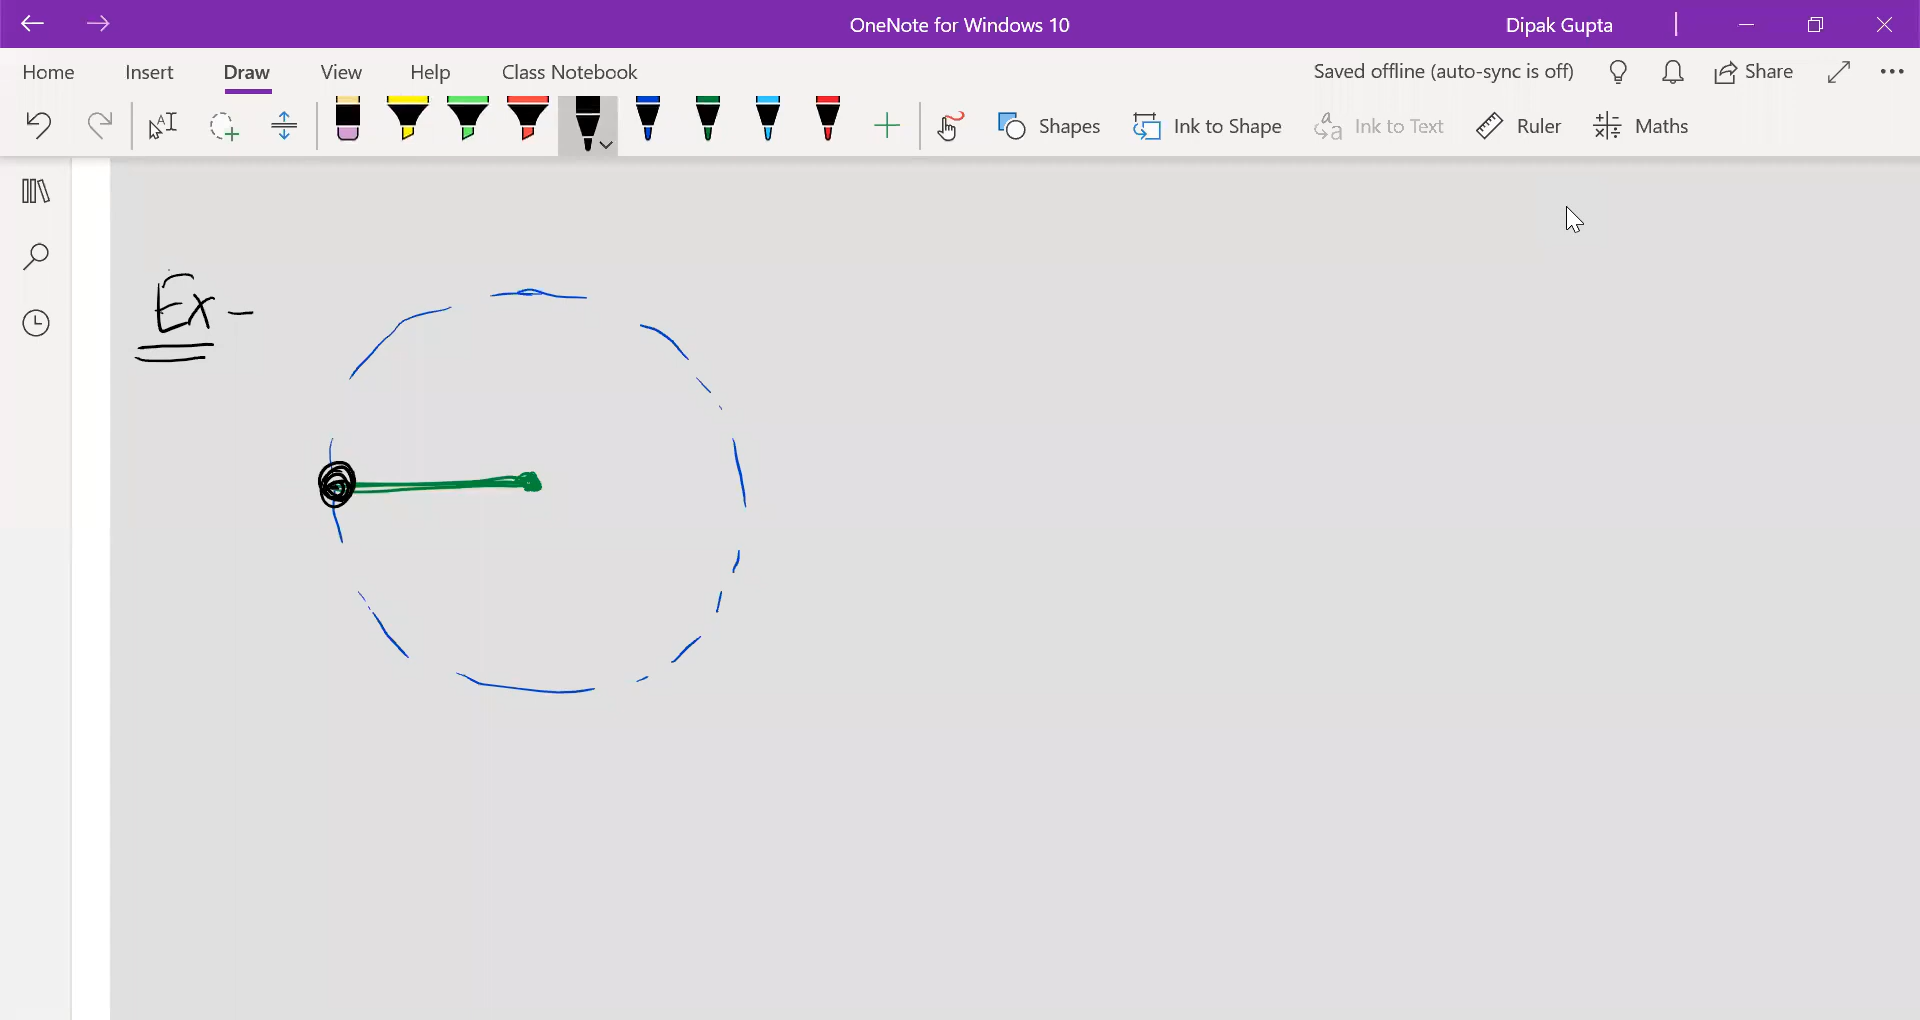 OneNote for Windows 10
Dipak Gupta
Home Insert Draw View Help Class Notebook
Saved offline (auto-sync is off) Share
Shapes Ink to Shape Ink to Text Ruler Maths
Ex -